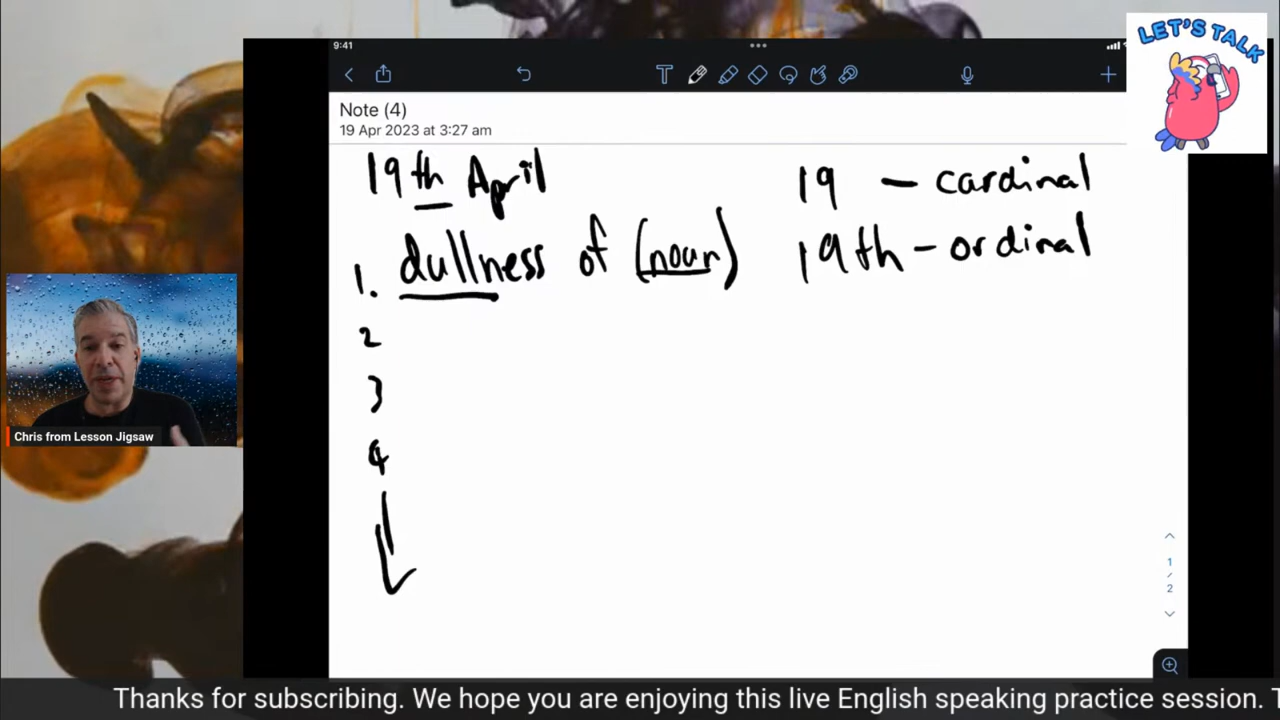 LET'S TALK
9:41
Note (4)
19 Apr 2023 at 3:27 am
19th April
19 – cardinal
1. dullness of (noun)
19th – ordinal
2
3
4
Chris from Lesson Jigsaw
1
/
2
Thanks for subscribing. We hope you are enjoying this live English speaking practice session. T